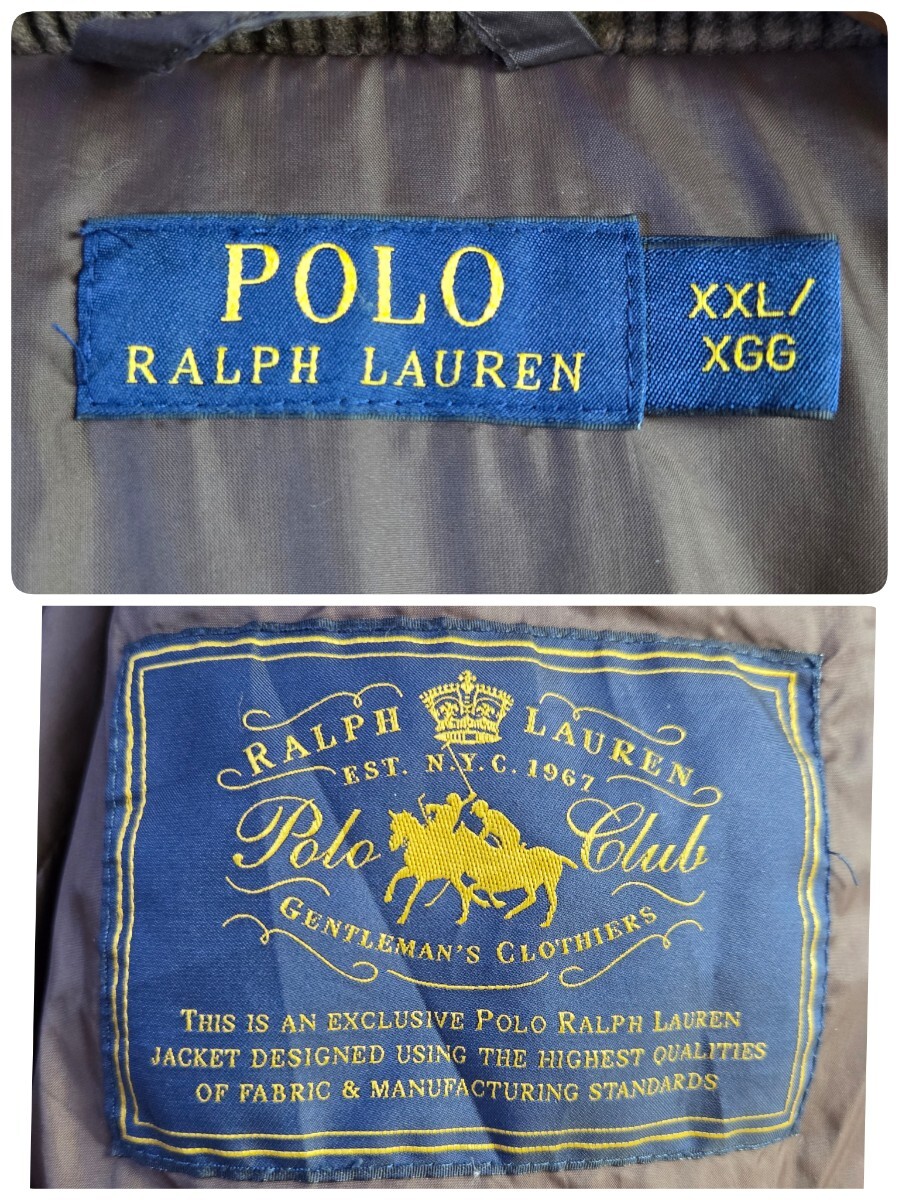 POLO
RALPH LAUREN
XXL/
XGG
RALPH LAUREN
EST. N.Y.C. 1967
Polo Club
GENTLEMAN'S CLOTHIERS
THIS IS AN EXCLUSIVE POLO RALPH LAUREN
JACKET DESIGNED USING THE HIGHEST QUALITIES
OF FABRIC & MANUFACTURING STANDARDS